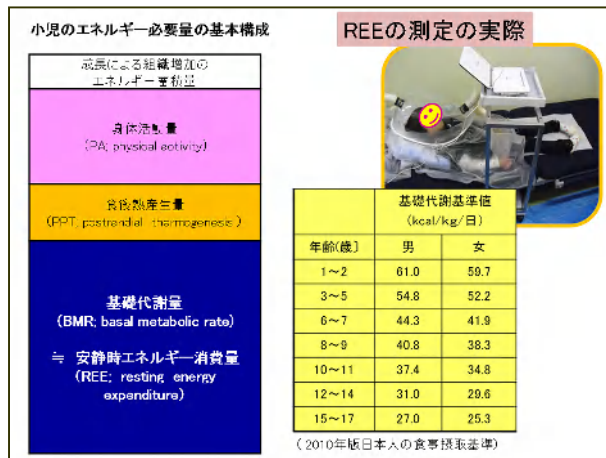 小児のエネルギー必要量の基本構成
成長による組織増加の
エネルギー蓄積量
身体活動量
(PA; physical activity)
食後熱産生量
(PPT; postrandial thermogenesis)
基礎代謝量
(BMR; basal metabolic rate)
≒ 安静時エネルギー消費量
(REE; resting energy
expenditure)
REEの測定の実際
基礎代謝基準値
(kcal/kg/日)
年齢(歳) 男 女
1～2 61.0 59.7
3～5 54.8 52.2
6～7 44.3 41.9
8～9 40.8 38.3
10～11 37.4 34.8
12～14 31.0 29.6
15～17 27.0 25.3
(2010年版日本人の食事摂取基準)